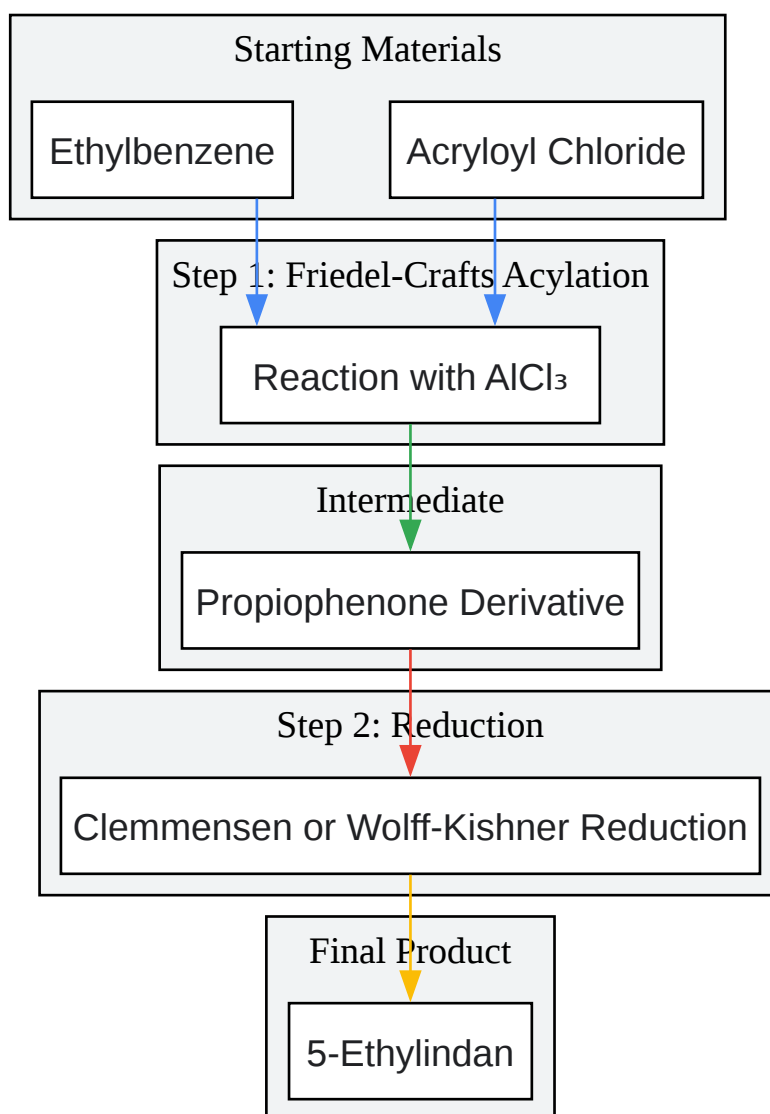 Starting Materials
Ethylbenzene
Acryloyl Chloride
Step 1: Friedel-Crafts Acylation
Reaction with AlCl₃
Intermediate
Propiophenone Derivative
Step 2: Reduction
Clemmensen or Wolff-Kishner Reduction
Final Product
5-Ethylindan